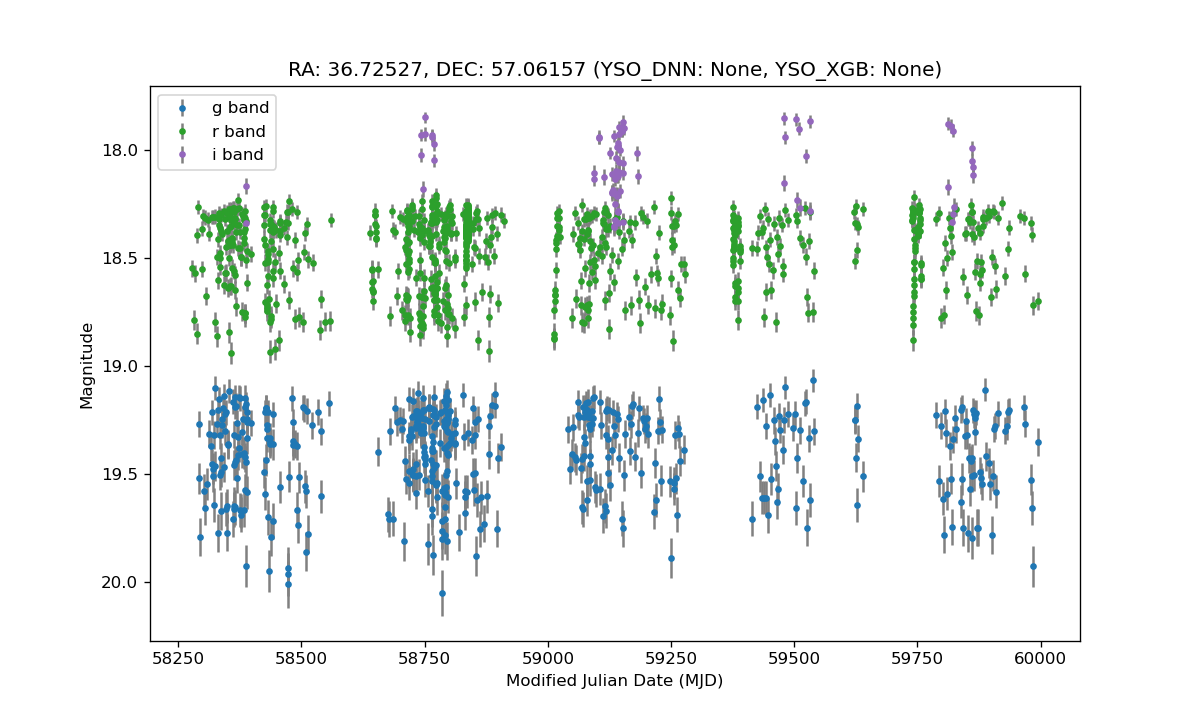 RA: 36.72527, DEC: 57.06157 (YSO_DNN: None, YSO_XGB: None)
g band
r band
i band
18.0
18.5
19.0
19.5
20.0
Magnitude
58250 58500 58750 59000 59250 59500 59750 60000
Modified Julian Date (MJD)